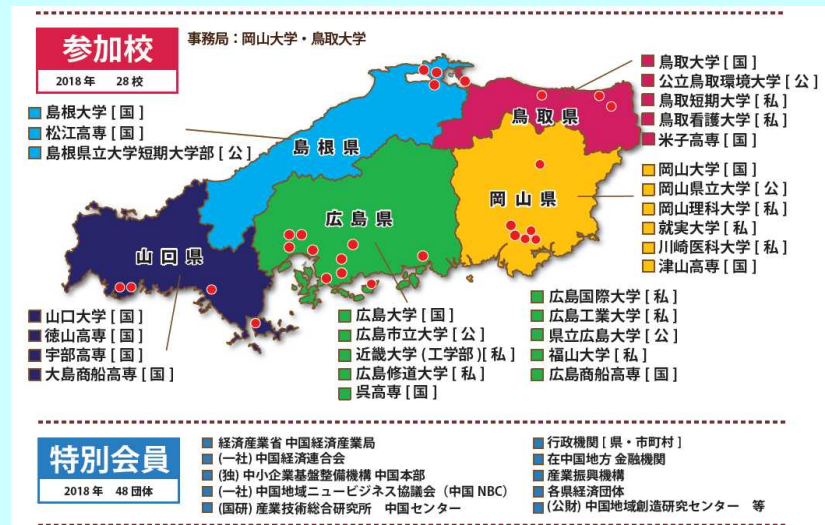 参加校
2018年 28校
事務局：岡山大学・鳥取大学
島根大学 [ 国 ]
松江高専 [ 国 ]
島根県立大学短期大学部 [ 公 ]
島根県
鳥取県
鳥取大学 [ 国 ]
公立鳥取環境大学 [ 公 ]
鳥取短期大学 [ 私 ]
鳥取看護大学 [ 私 ]
米子高専 [ 国 ]
岡山県
岡山大学 [ 国 ]
岡山県立大学 [ 公 ]
岡山理科大学 [ 私 ]
就実大学 [ 私 ]
川崎医科大学 [ 私 ]
津山高専 [ 国 ]
広島県
山口県
山口大学 [ 国 ]
徳山高専 [ 国 ]
宇部高専 [ 国 ]
大島商船高専 [ 国 ]
広島大学 [ 国 ]
広島市立大学 [ 公 ]
近畿大学 (工学部)[ 私 ]
広島修道大学 [ 私 ]
呉高専 [ 国 ]
広島国際大学 [ 私 ]
広島工業大学 [ 私 ]
県立広島大学 [ 公 ]
福山大学 [ 私 ]
広島商船高専 [ 国 ]
特別会員
2018年 48団体
経済産業省 中国経済産業局
(一社) 中国経済連合会
(独) 中小企業基盤整備機構 中国本部
(一社) 中国地域ニュービジネス協議会（中国 NBC）
(国研) 産業技術総合研究所 中国センター
行政機関 [ 県・市町村 ]
在中国地方 金融機関
産業振興機構
各県経済団体
(公財) 中国地域創造研究センター 等